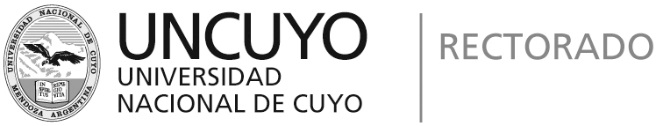 UNIVERSIDAD NACIONAL DE CUYO
MENDOZA ARGENTINA
UNCUYO
UNIVERSIDAD
NACIONAL DE CUYO
RECTORADO